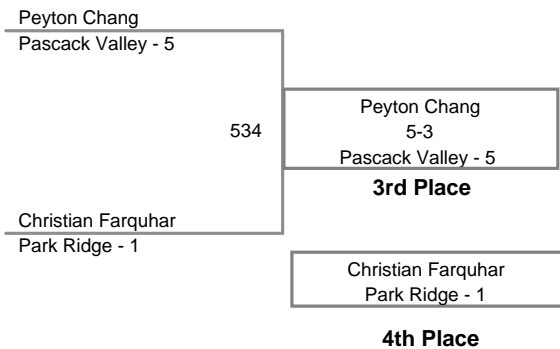 Peyton Chang
Pascack Valley - 5
534
Peyton Chang
5-3
Pascack Valley - 5
3rd Place
Christian Farquhar
Park Ridge - 1
Christian Farquhar
Park Ridge - 1
4th Place